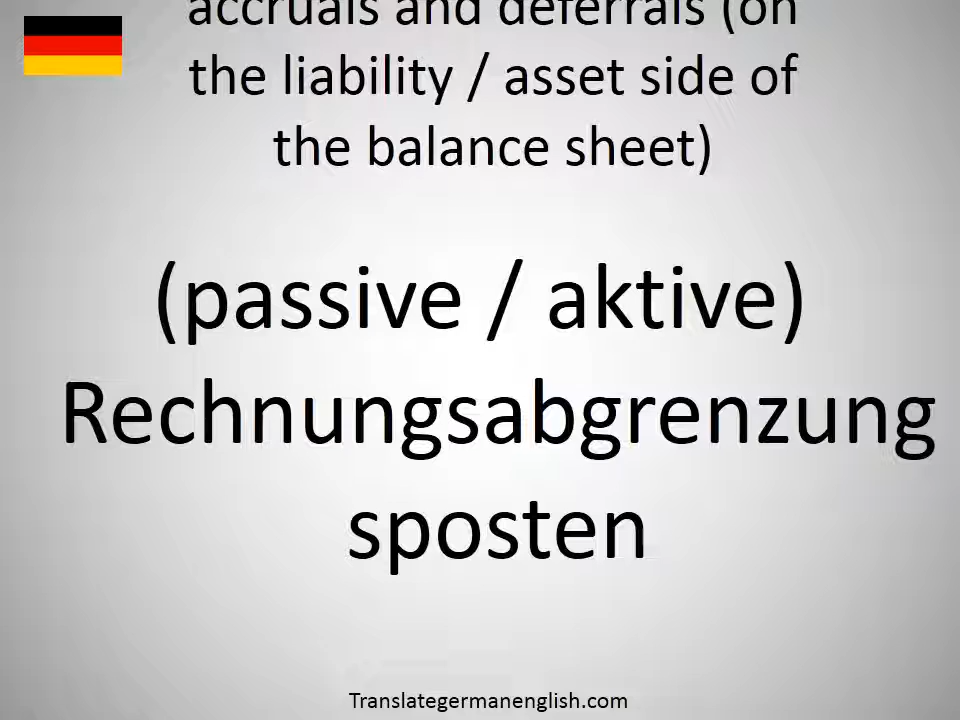 accruals and deferrals (on
the liability / asset side of
the balance sheet)
(passive / aktive)
Rechnungsabgrenzung
sposten
Translategermanenglish.com